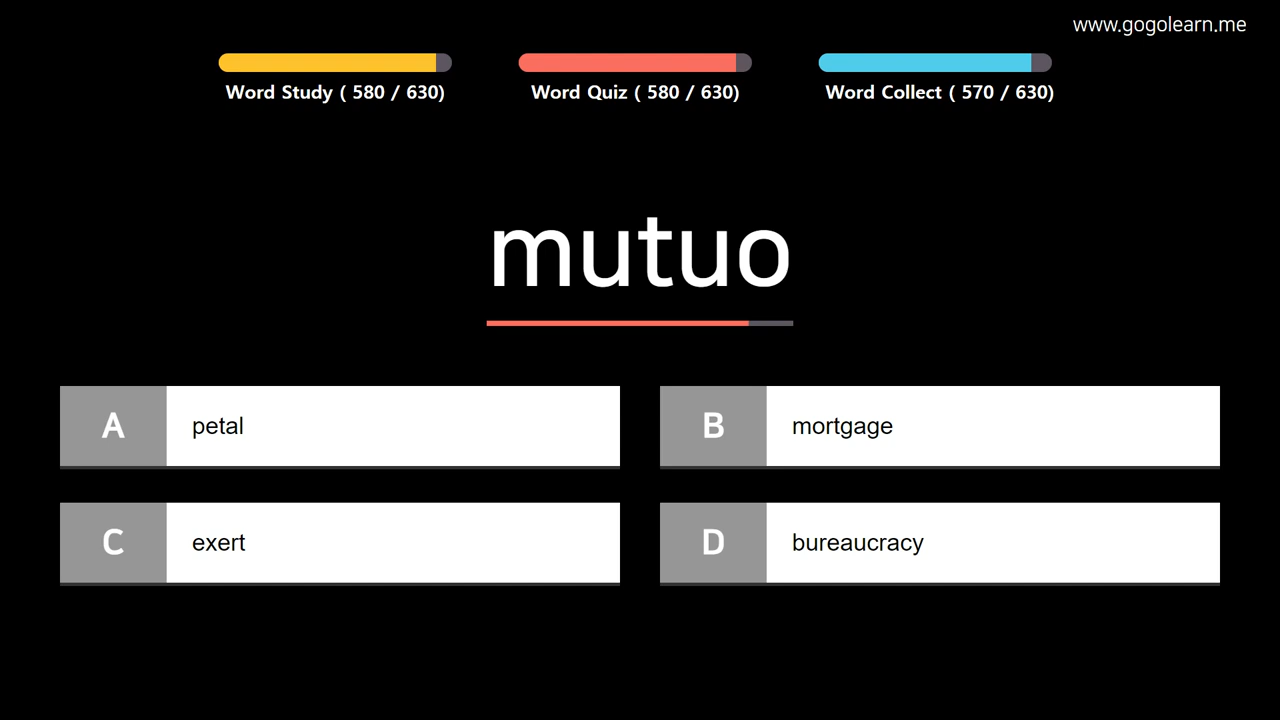 www.gogolearn.me
Word Study ( 580 / 630)
Word Quiz ( 580 / 630)
Word Collect ( 570 / 630)
mutuo
A petal
B mortgage
C exert
D bureaucracy